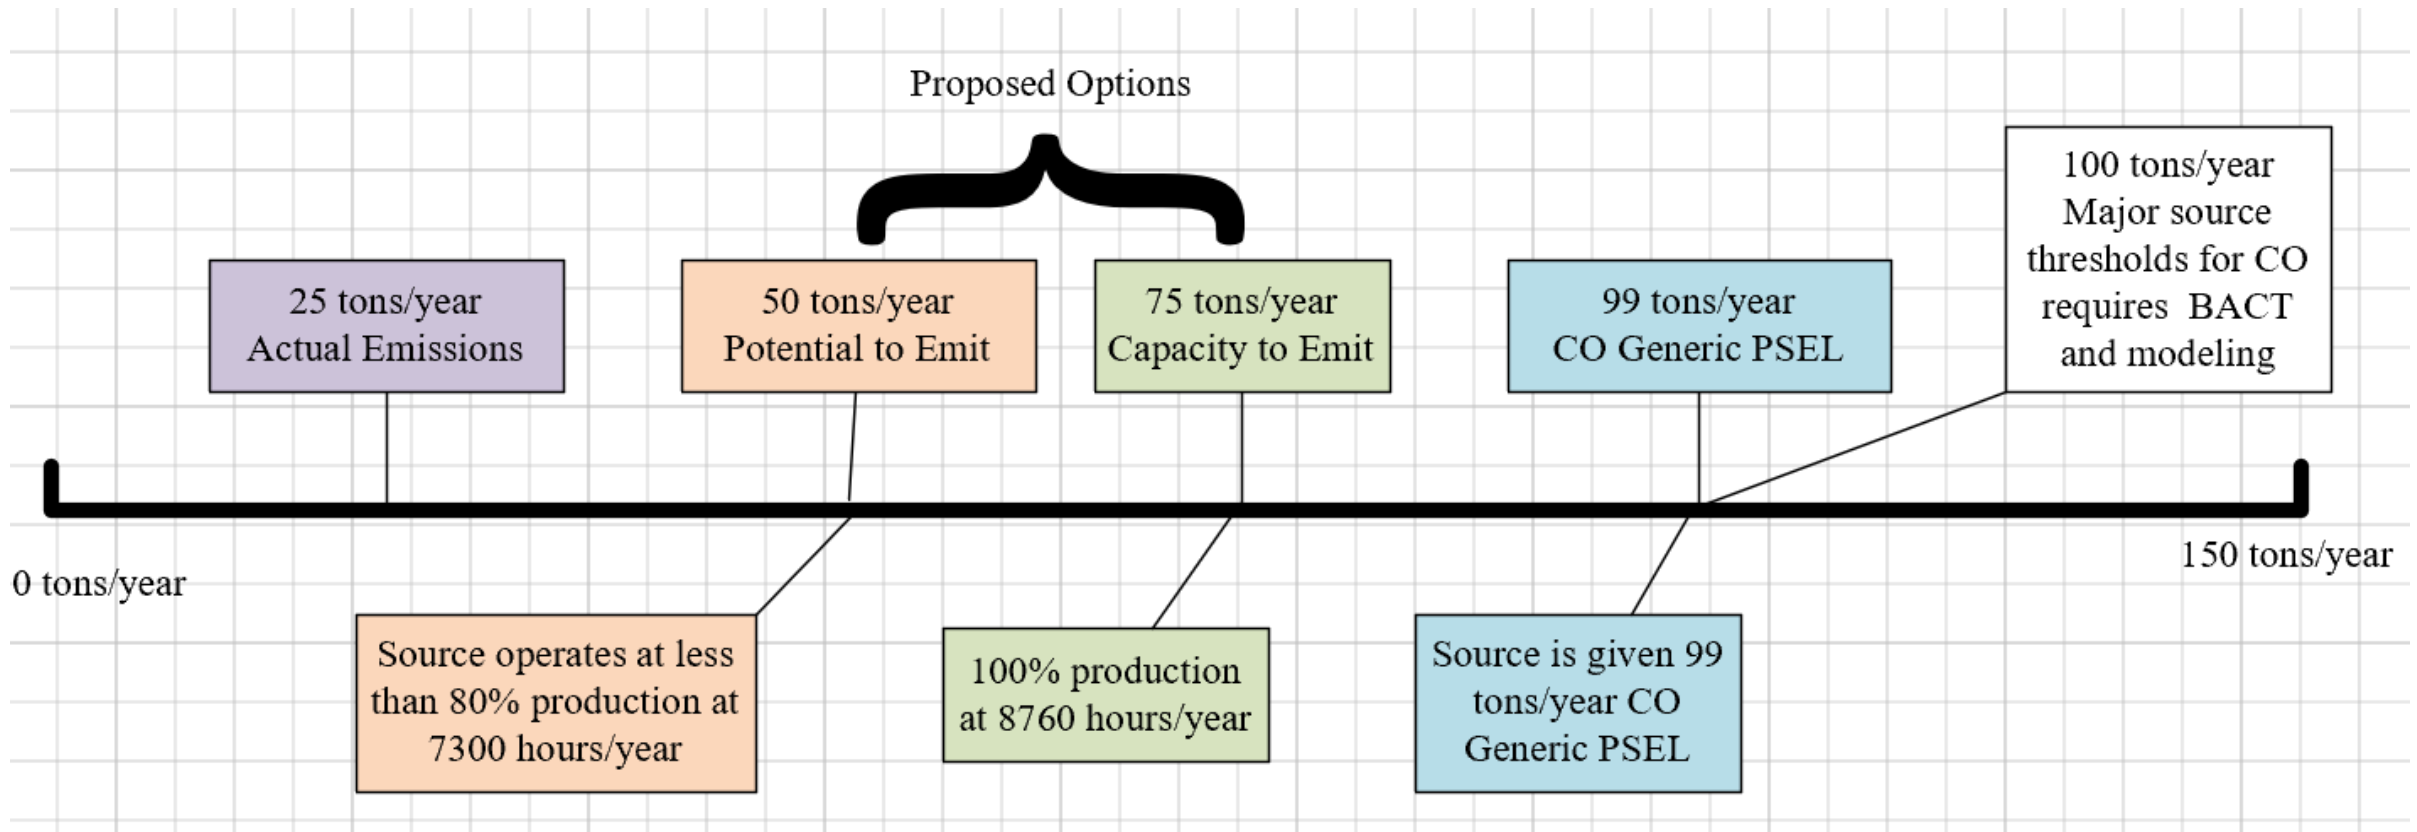 Proposed Options
25 tons/year
Actual Emissions
50 tons/year
Potential to Emit
75 tons/year
Capacity to Emit
99 tons/year
CO Generic PSEL
100 tons/year
Major source
thresholds for CO
requires  BACT
and modeling
0 tons/year
150 tons/year
Source operates at less
than 80% production at
7300 hours/year
100% production
at 8760 hours/year
Source is given 99
tons/year CO
Generic PSEL